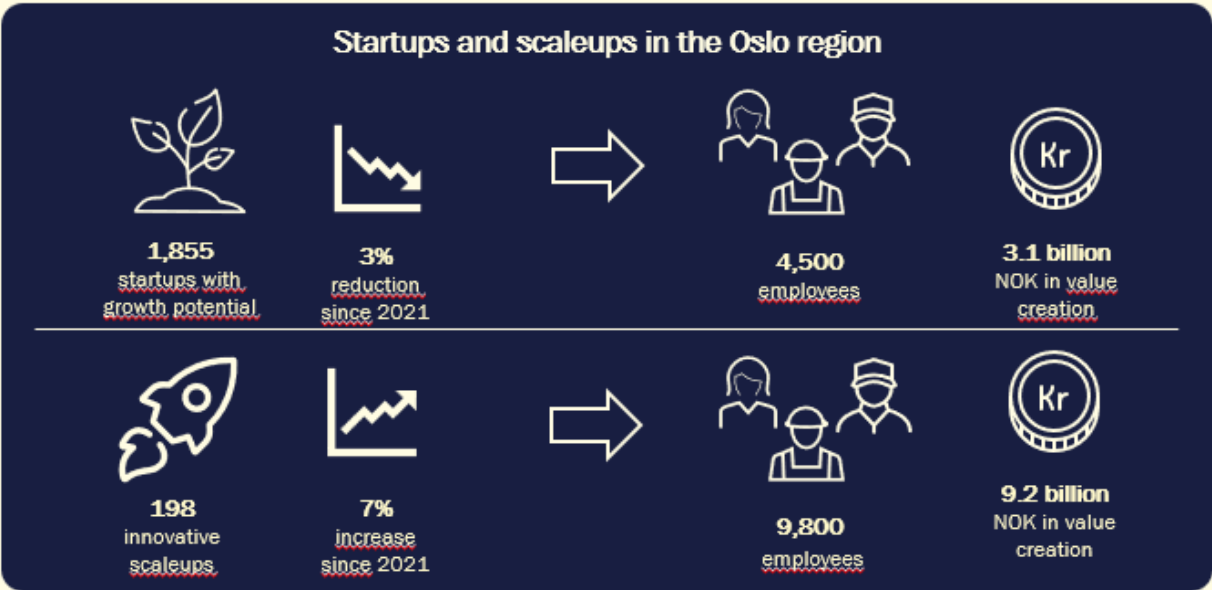 Startups and scaleups in the Oslo region
Kr
1,855
startups with
growth potential
3%
reduction
since 2021
4,500
employees
3.1 billion
NOK in value
creation
Kr
198
innovative
scaleups
7%
increase
since 2021
9,800
employees
9.2 billion
NOK in value
creation